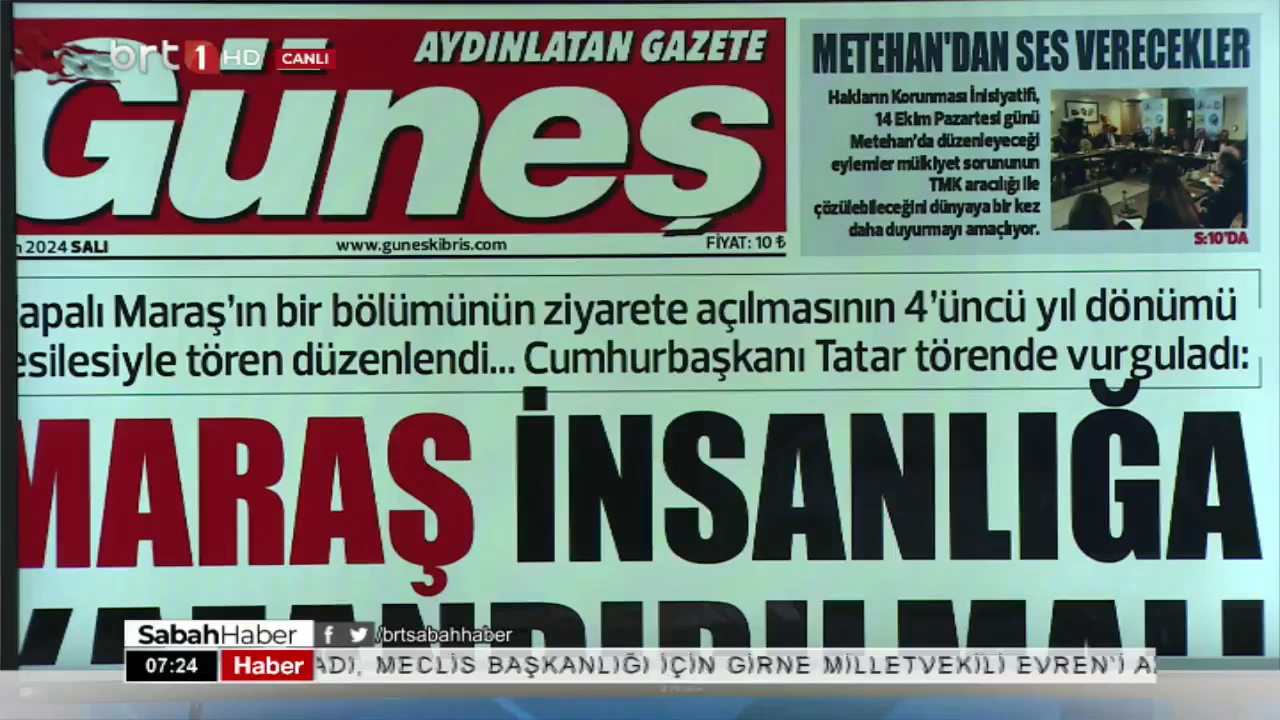 brt 1 HD CANLI
AYDINLATAN GAZETE
Güneş
2024 SALI
www.guneskibris.com
FİYAT: 10 ₺
METEHAN'DAN SES VERECEKLER
Hakların Korunması İnisiyatifi,
14 Ekim Pazartesi günü
Metehan'da düzenleyeceği
eylemler mülkiyet sorununun
TMK aracılığı ile
çözülebileceğini dünyaya bir kez
daha duyurmayı amaçlıyor.
S:10'DA
apalı Maraş'ın bir bölümünün ziyarete açılmasının 4'üncü yıl dönümü
esilesiyle tören düzenlendi... Cumhurbaşkanı Tatar törende vurguladı:
MARAŞ İNSANLIĞA
SabahHaber
/brtsabahhaber
07:24 Haber
ADI, MECLİS BAŞKANLIĞI İÇİN GİRNE MİLLETVEKİLİ EVREN'İ A